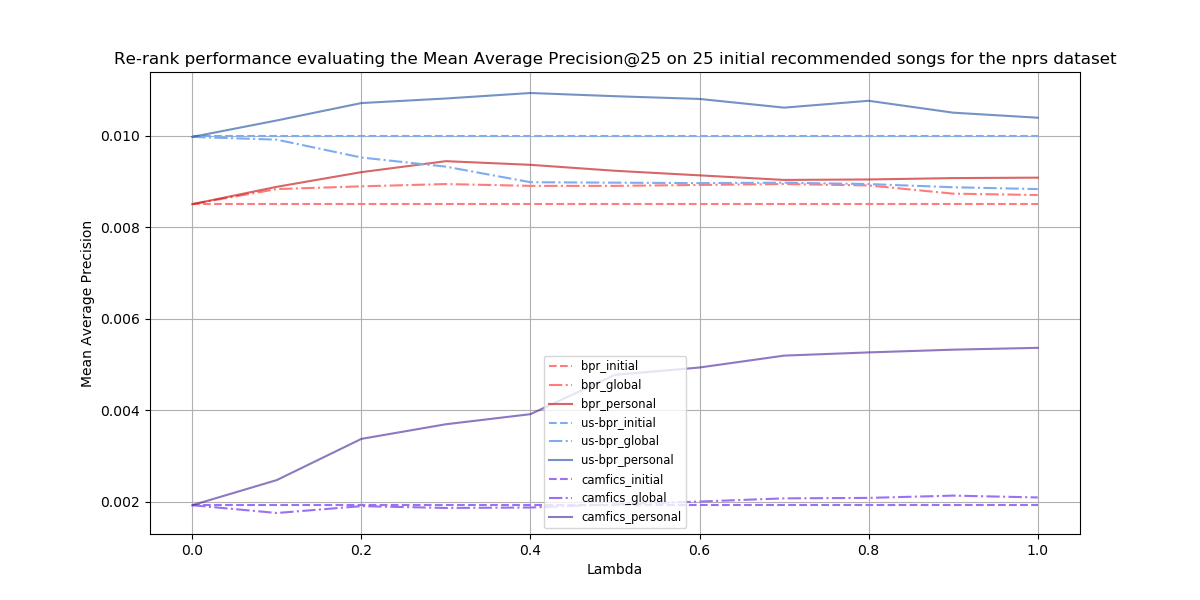 Re-rank performance evaluating the Mean Average Precision@25 on 25 initial recommended songs for the nprs dataset
Mean Average Precision
0.010
0.008
0.006
0.004
0.002
bpr_initial
bpr_global
bpr_personal
us-bpr_initial
us-bpr_global
us-bpr_personal
camfics_initial
camfics_global
camfics_personal
0.0 0.2 0.4 0.6 0.8 1.0
Lambda